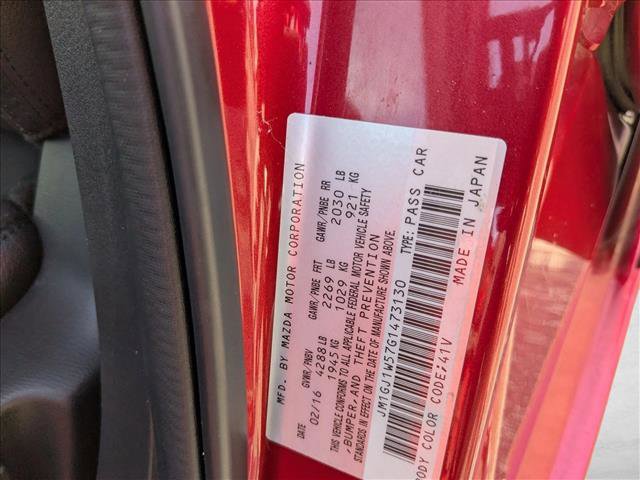 MFD. BY MAZDA MOTOR CORPORATION
DATE GVWR/PNBV GAWR/PNBE FRT GAWR/PNBE RR
02/16 4288 LB 2269 LB 2030 LB
1945 KG 1029 KG 921 KG
THIS VEHICLE CONFORMS TO ALL APPLICABLE FEDERAL MOTOR VEHICLE SAFETY
,BUMPER,AND THEFT PREVENTION
STANDARDS IN EFFECT ON THE DATE OF MANUFACTURE SHOWN ABOVE.
JM1GJ1W57G1473130 TYPE: PASS CAR
BODY COLOR CODE:41V MADE IN JAPAN